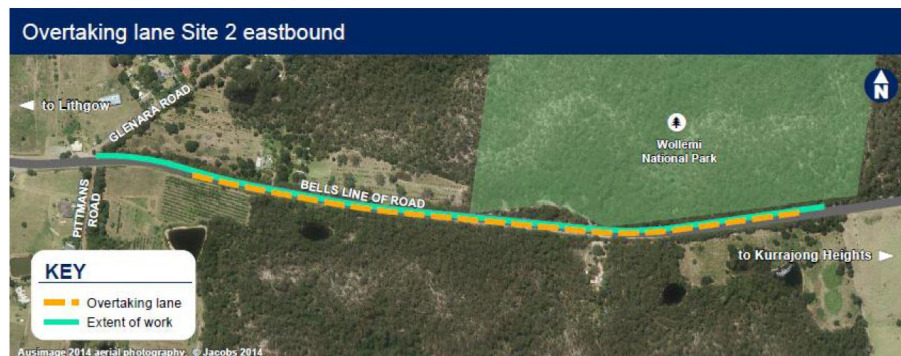 Overtaking lane Site 2 eastbound
to Lithgow
GLENARA ROAD
N
Wollemi
National Park
BELLS LINE OF ROAD
PITTMANS
ROAD
to Kurrajong Heights
KEY
Overtaking lane
Extent of work
Ausimage 2014 aerial photography © Jacobs 2014